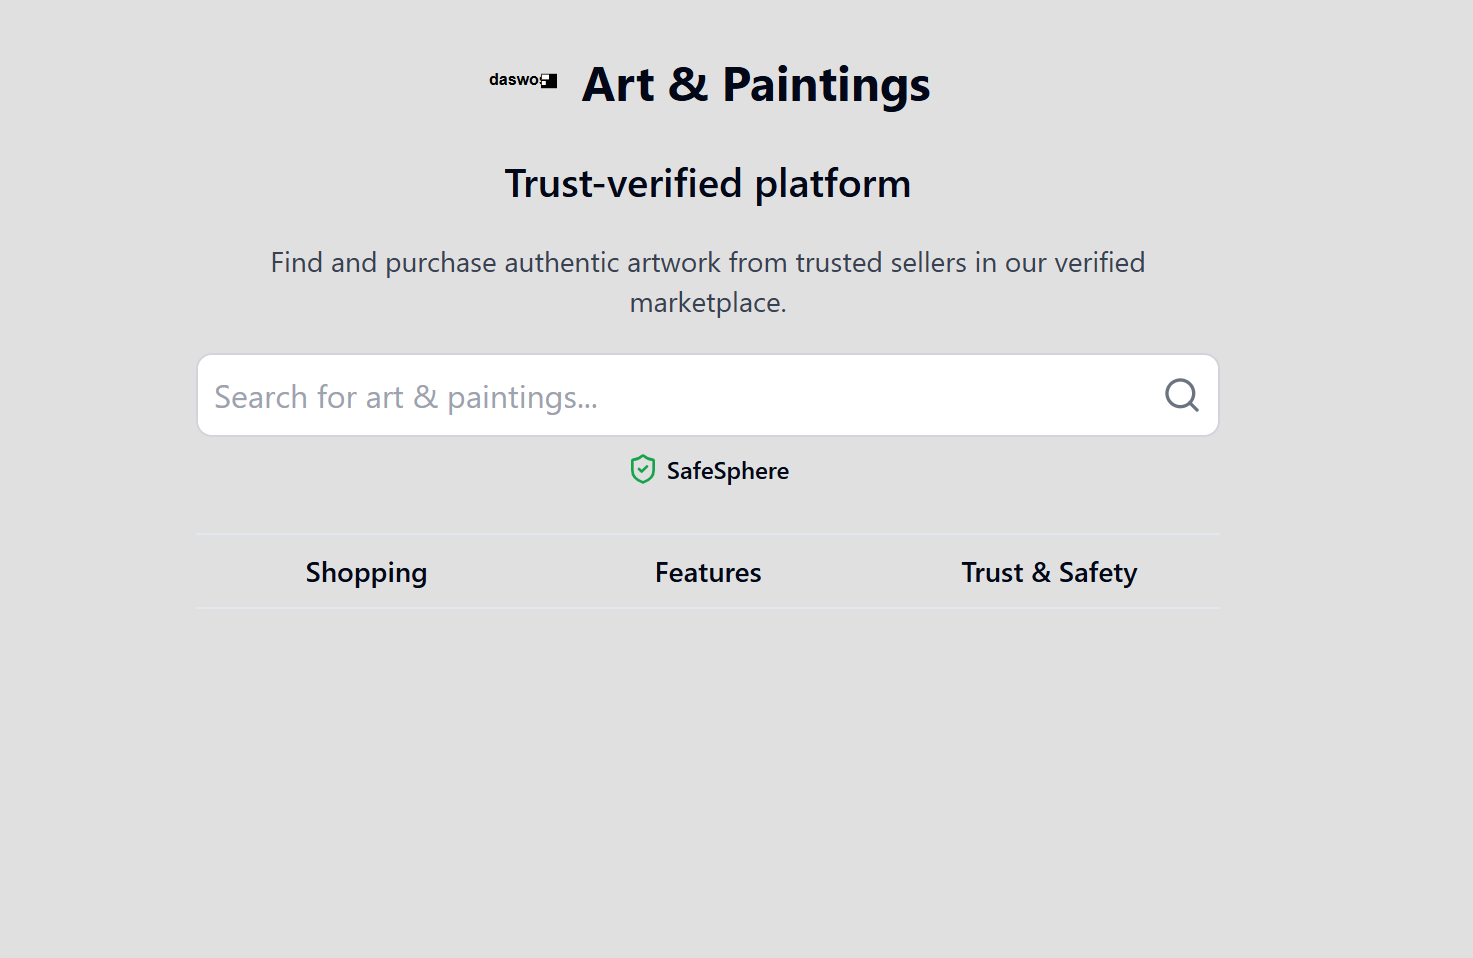 daswos Art & Paintings
Trust-verified platform
Find and purchase authentic artwork from trusted sellers in our verified
marketplace.
Search for art & paintings...
SafeSphere
Shopping Features Trust & Safety